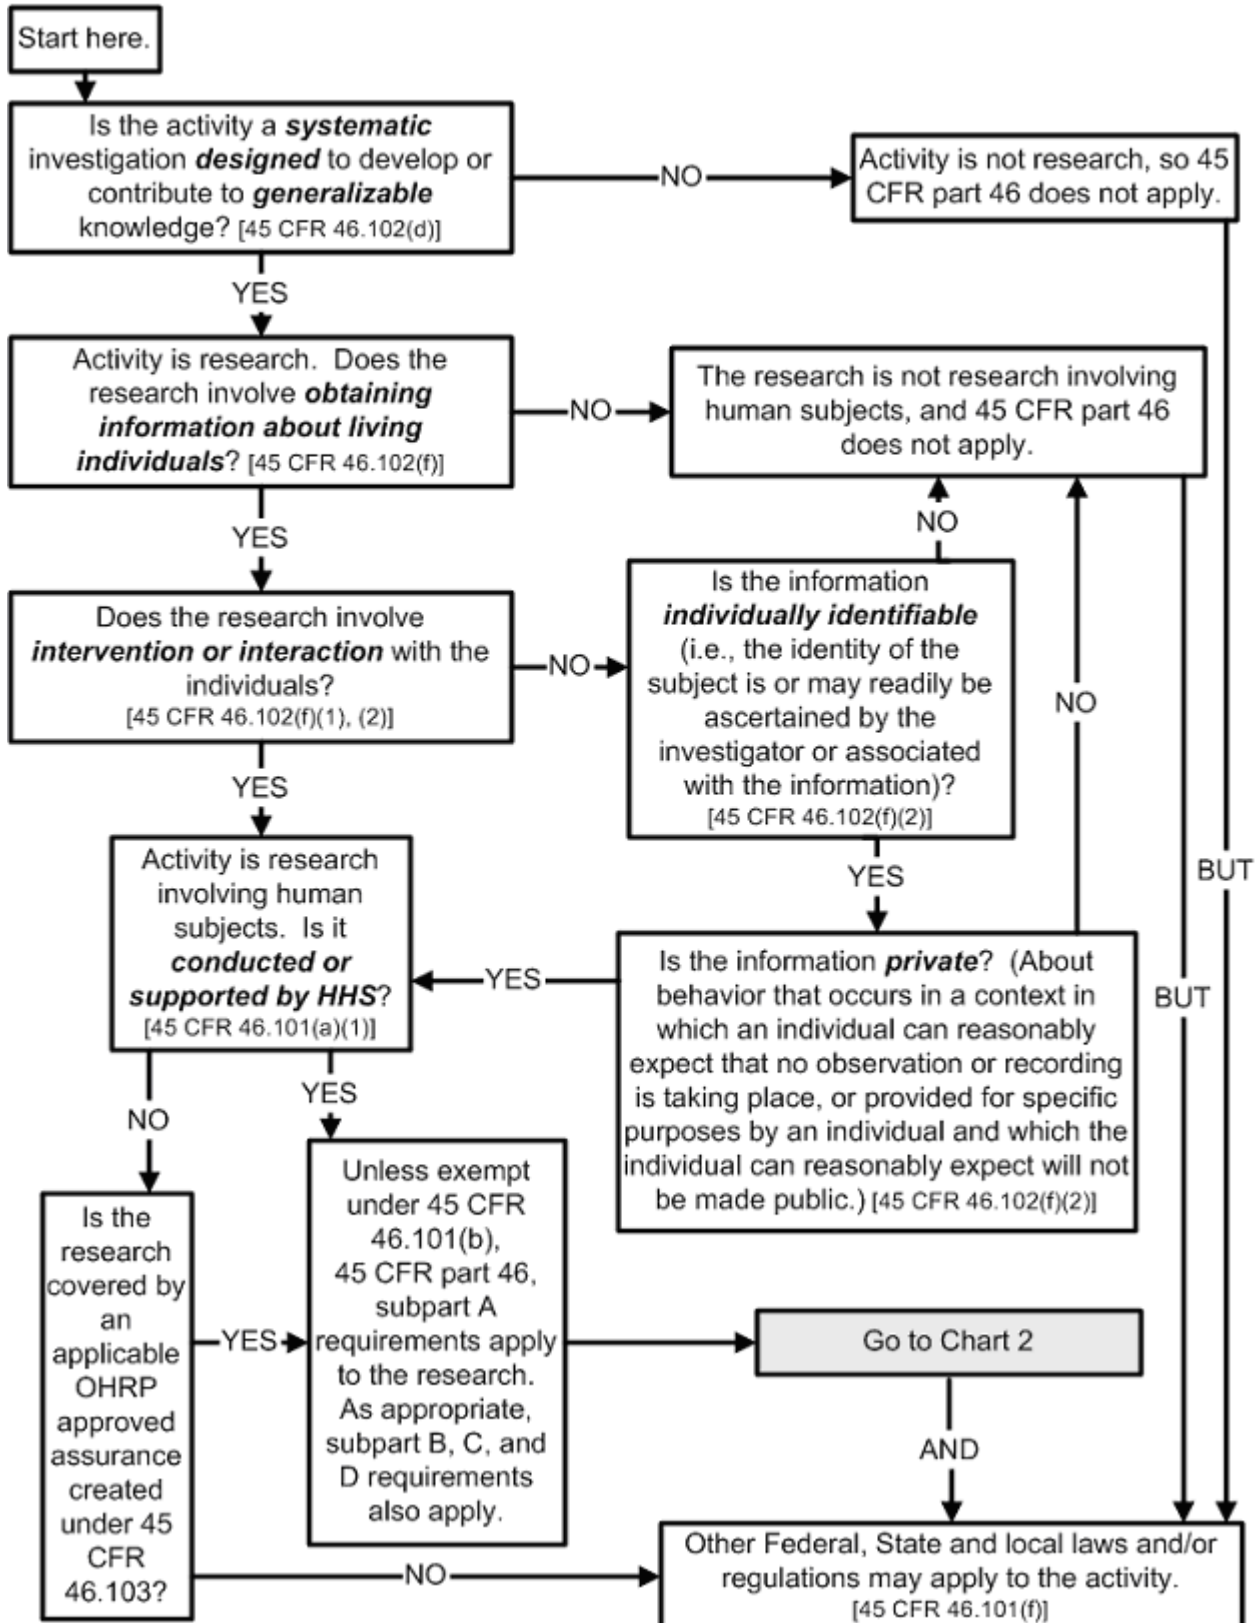 Start here.
Is the activity a systematic
investigation designed to develop or
contribute to generalizable
knowledge? [45 CFR 46.102(d)]
NO
Activity is not research, so 45
CFR part 46 does not apply.
YES
Activity is research. Does the
research involve obtaining
information about living
individuals? [45 CFR 46.102(f)]
NO
The research is not research involving
human subjects, and 45 CFR part 46
does not apply.
YES
NO
Does the research involve
intervention or interaction with the
individuals?
[45 CFR 46.102(f)(1), (2)]
NO
Is the information
individually identifiable
(i.e., the identity of the
subject is or may readily be
ascertained by the
investigator or associated
with the information)?
[45 CFR 46.102(f)(2)]
NO
YES
YES
BUT
Activity is research
involving human
subjects. Is it
conducted or
supported by HHS?
[45 CFR 46.101(a)(1)]
YES
Is the information private? (About
behavior that occurs in a context in
which an individual can reasonably
expect that no observation or recording
is taking place, or provided for specific
purposes by an individual and which the
individual can reasonably expect will not
be made public.) [45 CFR 46.102(f)(2)]
BUT
NO
YES
Is the
research
covered by
an
applicable
OHRP
approved
assurance
created
under 45
CFR
46.103?
YES
Unless exempt
under 45 CFR
46.101(b),
45 CFR part 46,
subpart A
requirements apply
to the research.
As appropriate,
subpart B, C, and
D requirements
also apply.
Go to Chart 2
AND
NO
Other Federal, State and local laws and/or
regulations may apply to the activity.
[45 CFR 46.101(f)]